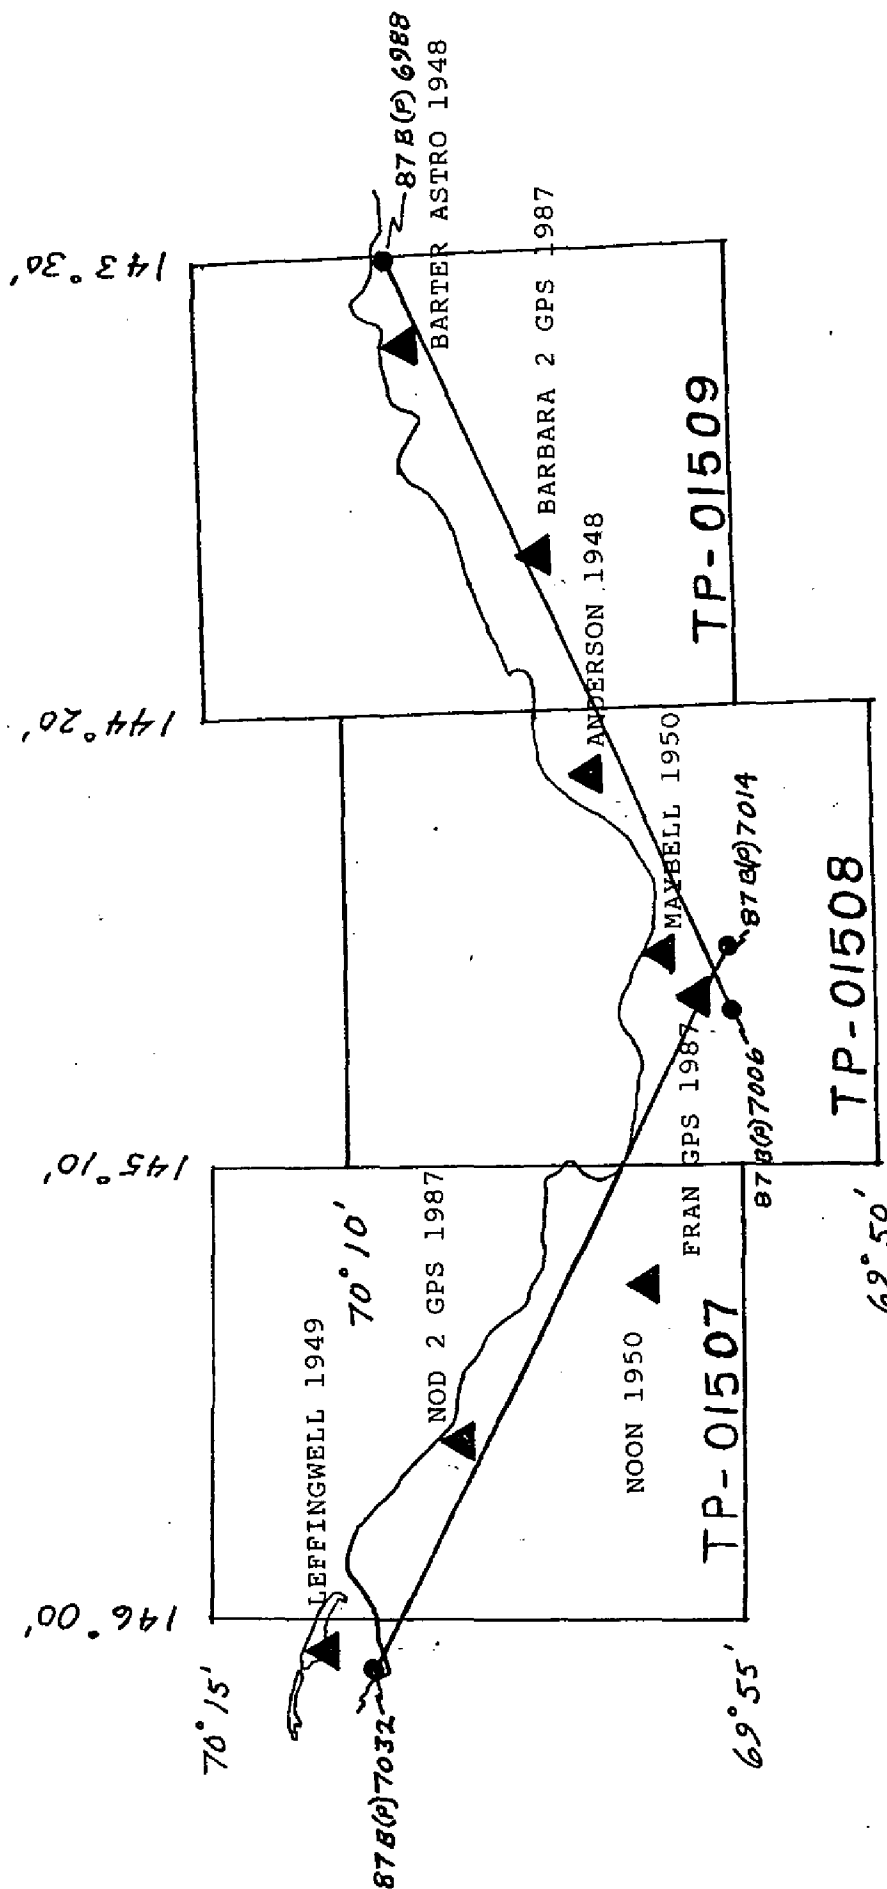 146°00'
145°10'
144°20'
143°30'
70°15'
LEFFINGWELL 1949
70°10'
NOD 2 GPS 1987
87B(P)7032
NOON 1950
69°55'
TP-01507
FRAN GPS 1987
87B(P)7006
MAYBELL 1950
87B(P)7014
69°50'
TP-01508
ANDERSON 1948
BARBARA 2 GPS 1987
BARTER ASTRO 1948
87B(P)6988
TP-01509